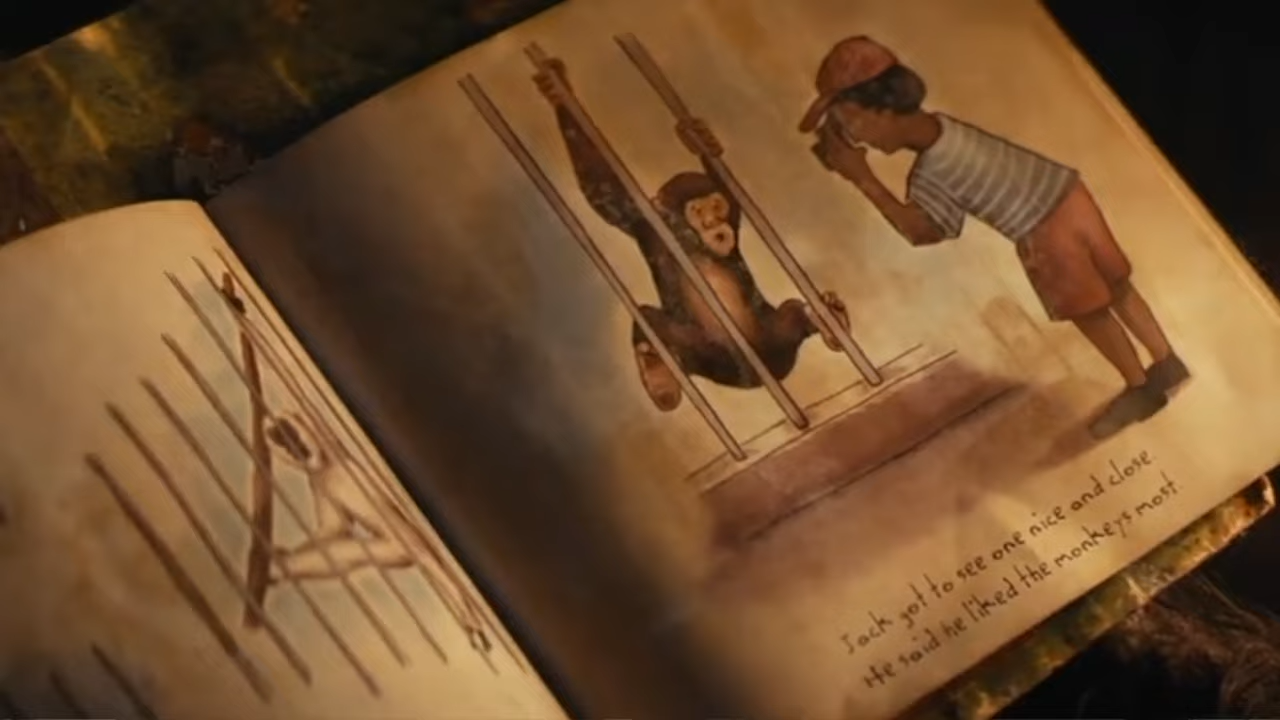 Jack got to see one nice and close.
He said he liked the monkeys most.